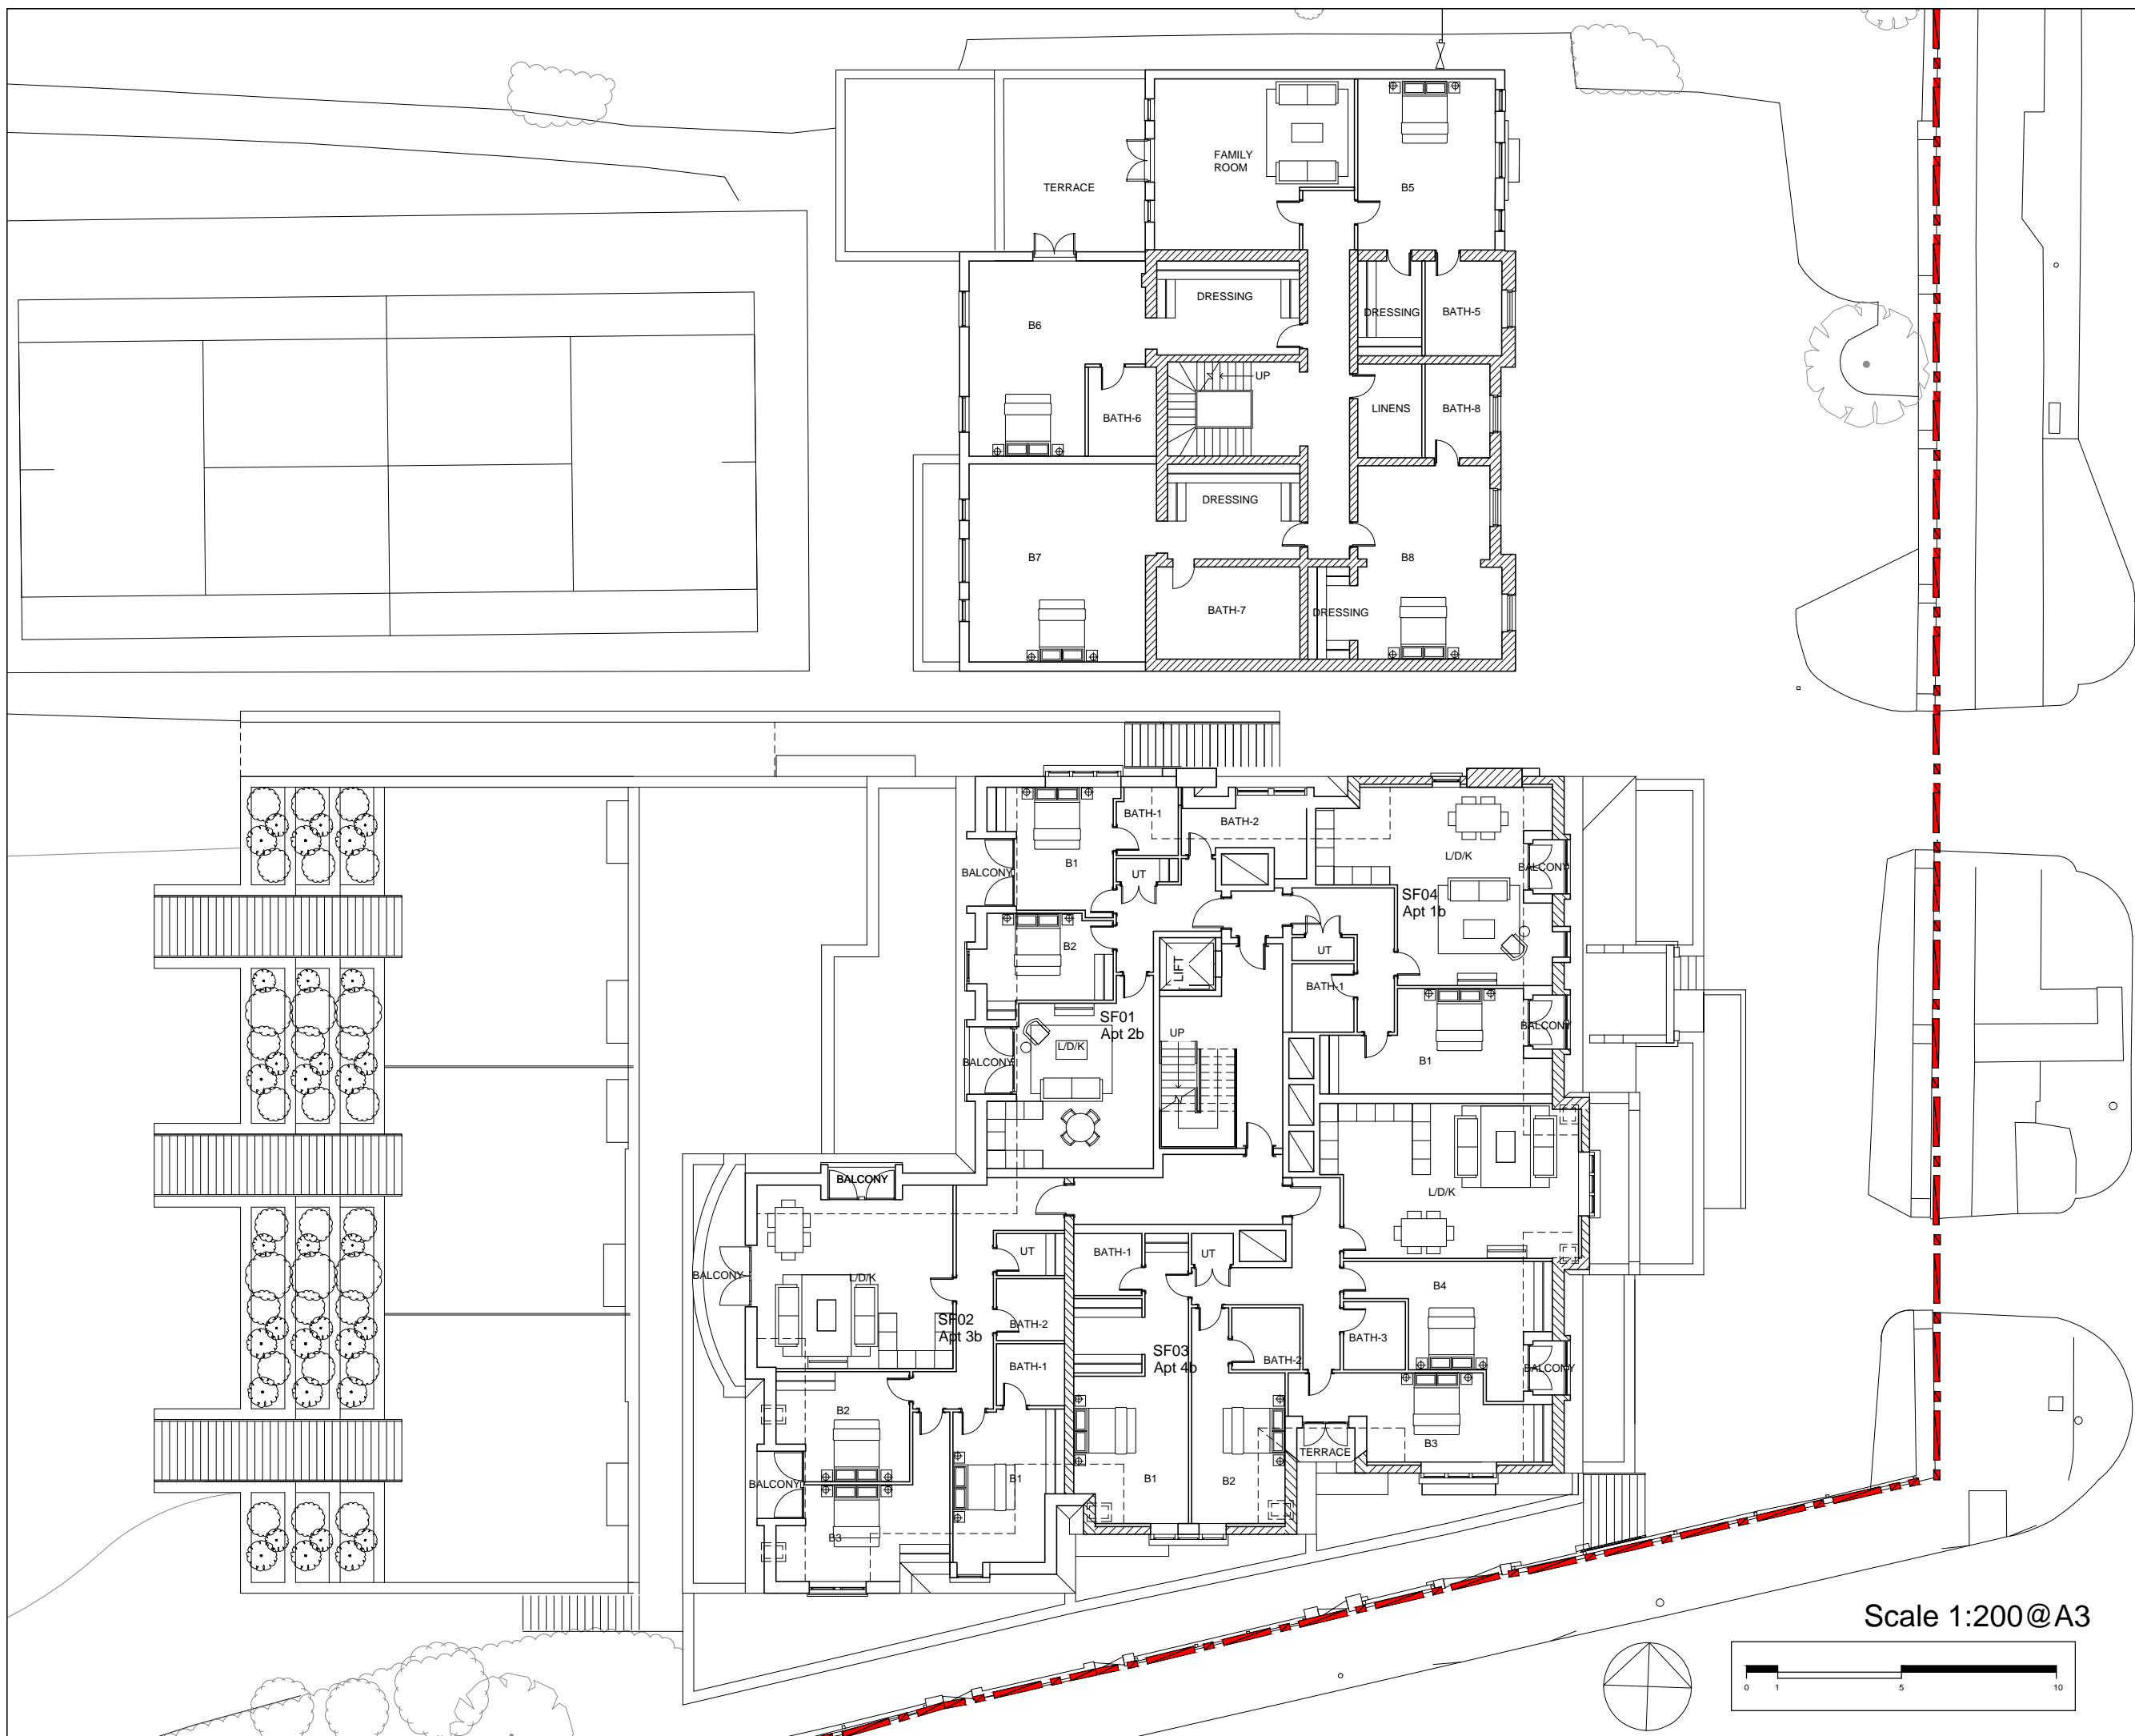 FAMILY
ROOM
TERRACE
B5
DRESSING
DRESSING
BATH-5
B6
UP
LINENS
BATH-8
BATH-6
DRESSING
B7
B8
BATH-7
DRESSING
BATH-1
BATH-2
B1
L/D/K
BALCONY
BALCONY
UT
SF04
Apt 1b
B2
UT
LIFT
BATH-1
SF01
Apt 2b
BALCONY
UP
L/D/K
BALCONY
B1
BALCONY
L/D/K
BATH-1
UT
UT
BALCONY
L/D/K
B4
SF02
Apt 3b
BATH-2
BATH-3
SF03
Apt 4b
BATH-2
BATH-1
BALCONY
B2
B3
TERRACE
BALCONY
B1
B1
B2
B3
Scale 1:200@A3
0 1 5 10